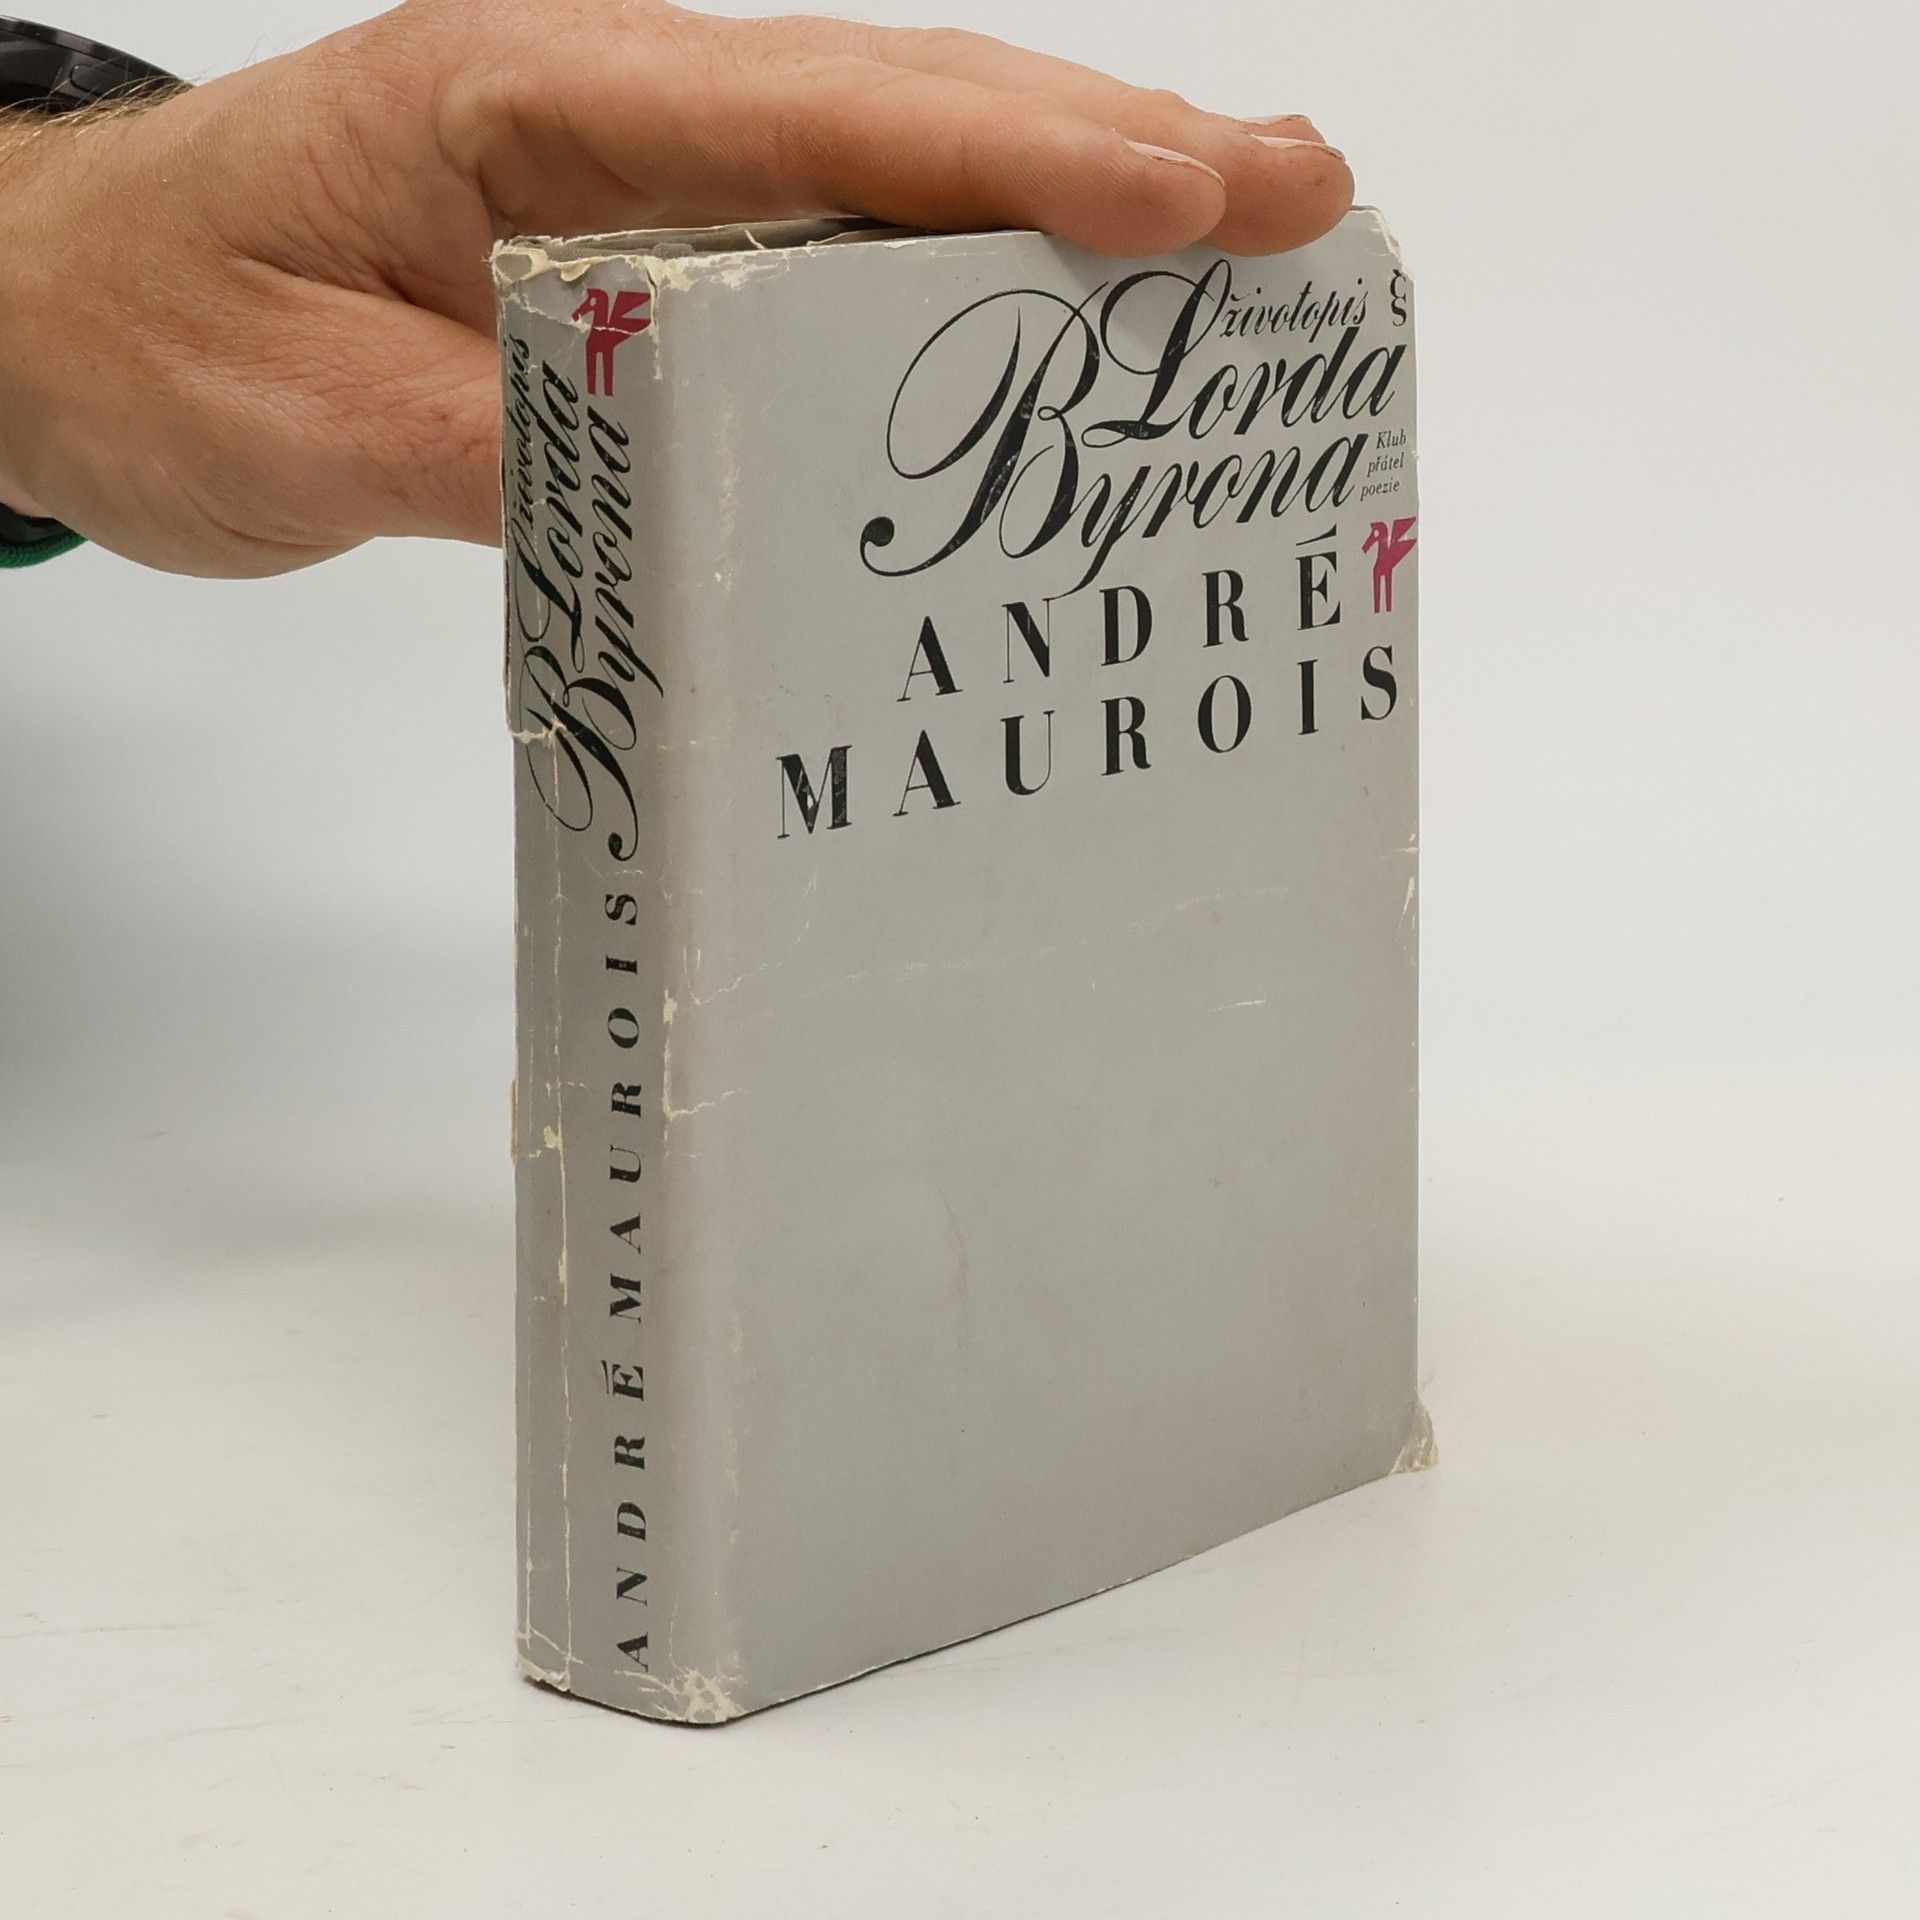 životopis
Lorda
Byrona
ANDRÉ MAUROIS
životopis
Č
S
Lorda
Byrona
Klub
přátel
poezie
ANDRÉ
MAUROIS